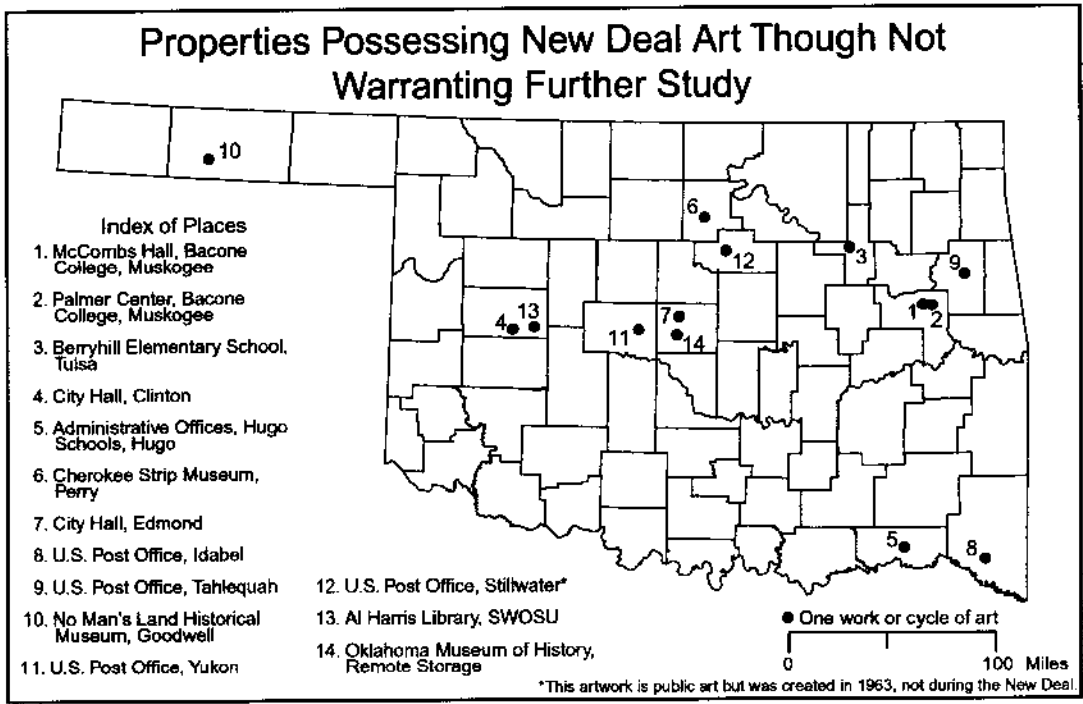 Properties Possessing New Deal Art Though Not
Warranting Further Study
10
6
12
3
9
1
2
4
13
11
7
14
5
8
Index of Places
1. McCombs Hall, Bacone
College, Muskogee
2. Palmer Center, Bacone
College, Muskogee
3. Berryhill Elementary School,
Tulsa
4. City Hall, Clinton
5. Administrative Offices, Hugo
Schools, Hugo
6. Cherokee Strip Museum,
Perry
7. City Hall, Edmond
8. U.S. Post Office, Idabel
9. U.S. Post Office, Tahlequah
10. No Man's Land Historical
Museum, Goodwell
11. U.S. Post Office, Yukon
12. U.S. Post Office, Stillwater*
13. Al Harris Library, SWOSU
14. Oklahoma Museum of History,
Remote Storage
One work or cycle of art
0 100 Miles
*This artwork is public art but was created in 1963, not during the New Deal.